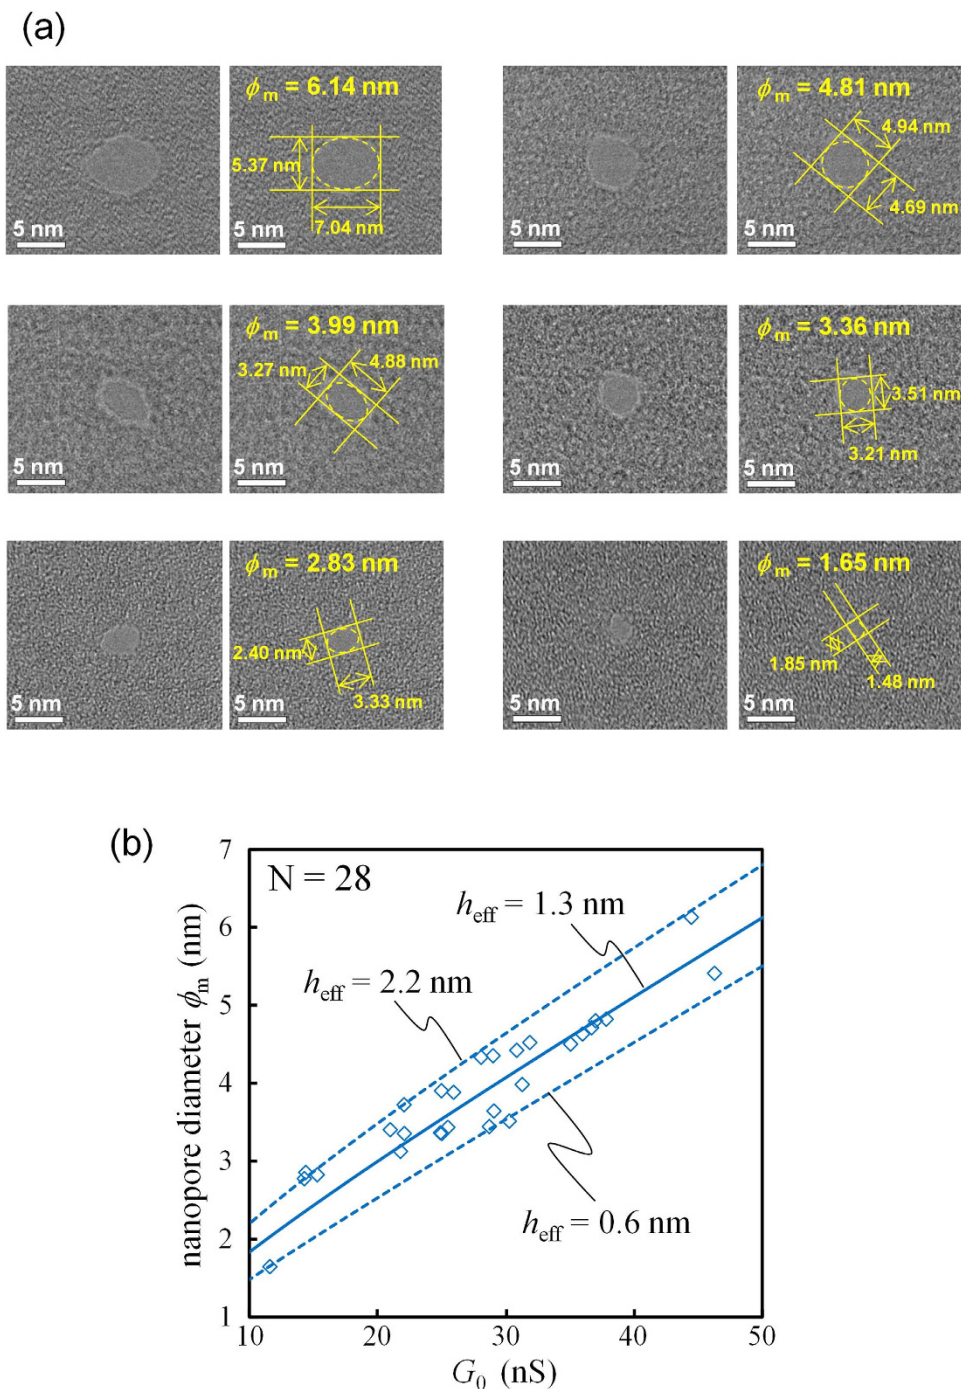 (a)
ϕm = 6.14 nm
5.37 nm
7.04 nm
5 nm
5 nm
ϕm = 4.81 nm
4.94 nm
4.69 nm
5 nm
5 nm
ϕm = 3.99 nm
3.27 nm
4.88 nm
5 nm
5 nm
ϕm = 3.36 nm
3.51 nm
3.21 nm
5 nm
5 nm
ϕm = 2.83 nm
2.40 nm
3.33 nm
5 nm
5 nm
ϕm = 1.65 nm
1.85 nm
1.48 nm
5 nm
5 nm
(b)
N = 28
heff = 1.3 nm
heff = 2.2 nm
heff = 0.6 nm
nanopore diameter ϕm (nm)
7
6
5
4
3
2
1
10 20 30 40 50
G0 (nS)